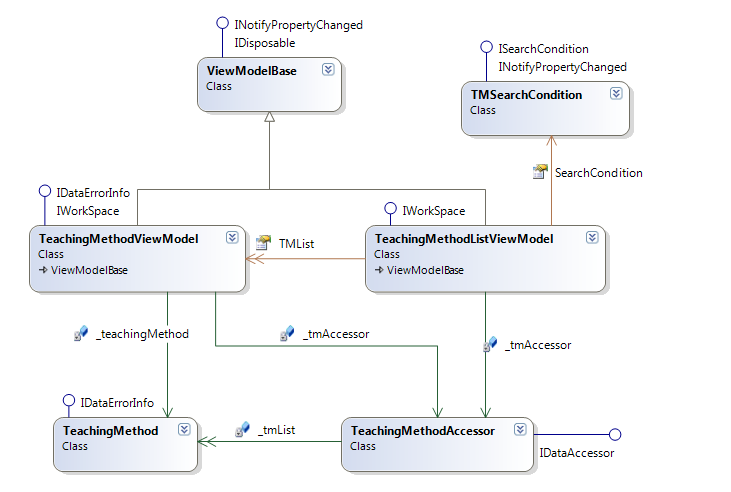 INotifyPropertyChanged
IDisposable
ViewModelBase
Class
ISearchCondition
INotifyPropertyChanged
TMSearchCondition
Class
SearchCondition
IDataErrorInfo
IWorkSpace
TeachingMethodViewModel
Class
ViewModelBase
TMList
IWorkSpace
TeachingMethodListViewModel
Class
ViewModelBase
_teachingMethod
_tmAccessor
_tmAccessor
IDataErrorInfo
TeachingMethod
Class
_tmList
TeachingMethodAccessor
Class
IDataAccessor